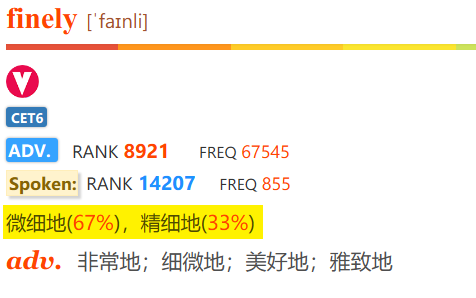 finely [ˈfaɪnli]
V
CET6
ADV. RANK 8921 FREQ 67545
Spoken: RANK 14207 FREQ 855
微细地(67%)，精细地(33%)
adv. 非常地；细微地；美好地；雅致地